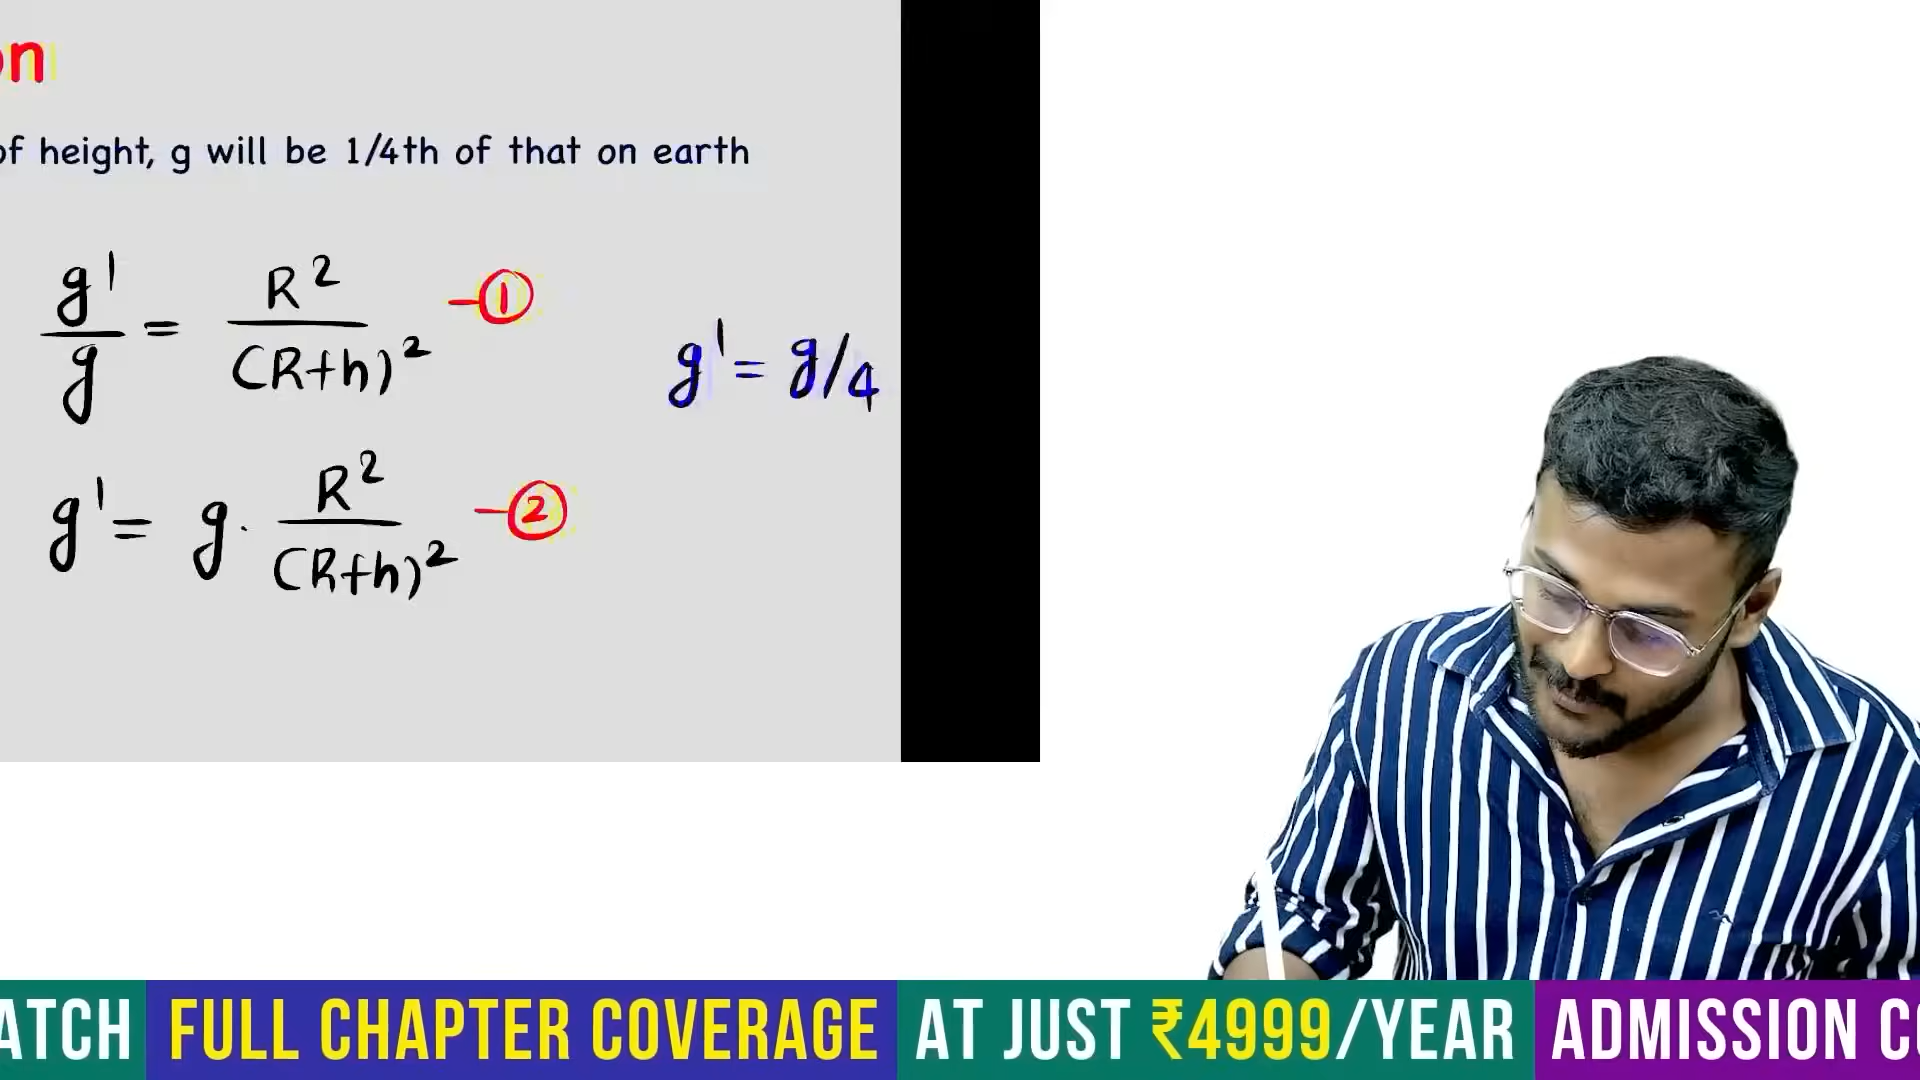 on
of height, g will be 1/4th of that on earth
g'/g = R²/(R+h)² -①
g' = g/4
g' = g. R²/(R+h)² -②
ATCH FULL CHAPTER COVERAGE AT JUST ₹4999/YEAR ADMISSION CO